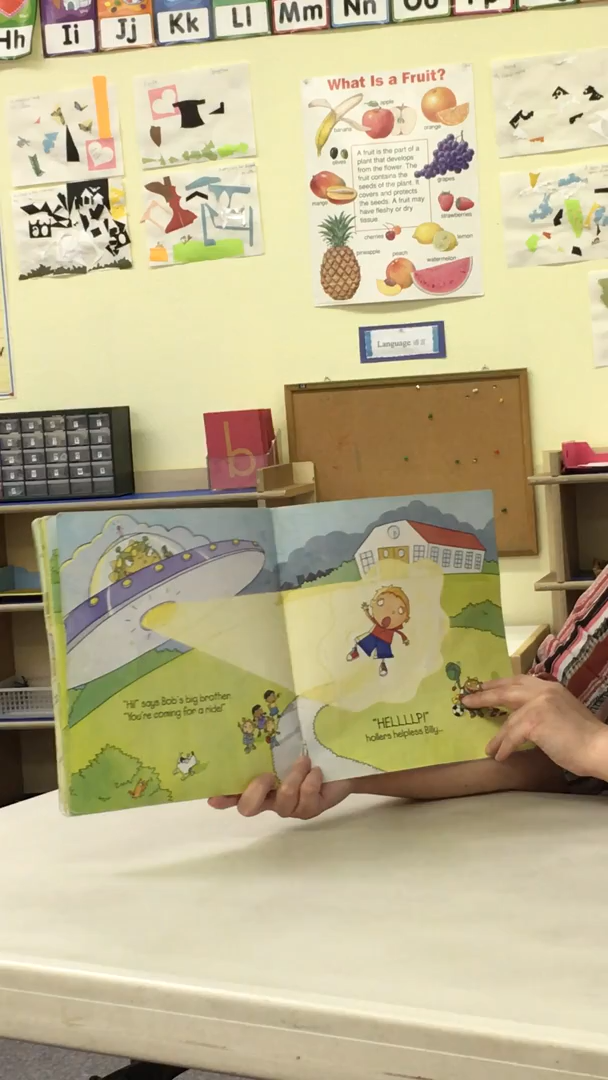 Hh Ii Jj Kk Ll Mm Nn Oo
What Is a Fruit?
banana
apple
orange
olives
A fruit is the part of a
plant that develops
from the flower. The
fruit contains the
seeds of the plant. It
covers and protects
the seeds. A fruit may
have fleshy or dry
tissue.
grapes
mango
strawberries
cherries
lemon
pineapple
peach
watermelon
Language
b
"Hi!" says Bob's big brother.
"You're coming for a ride!"
"HELLLLP!"
hollers helpless Billy...